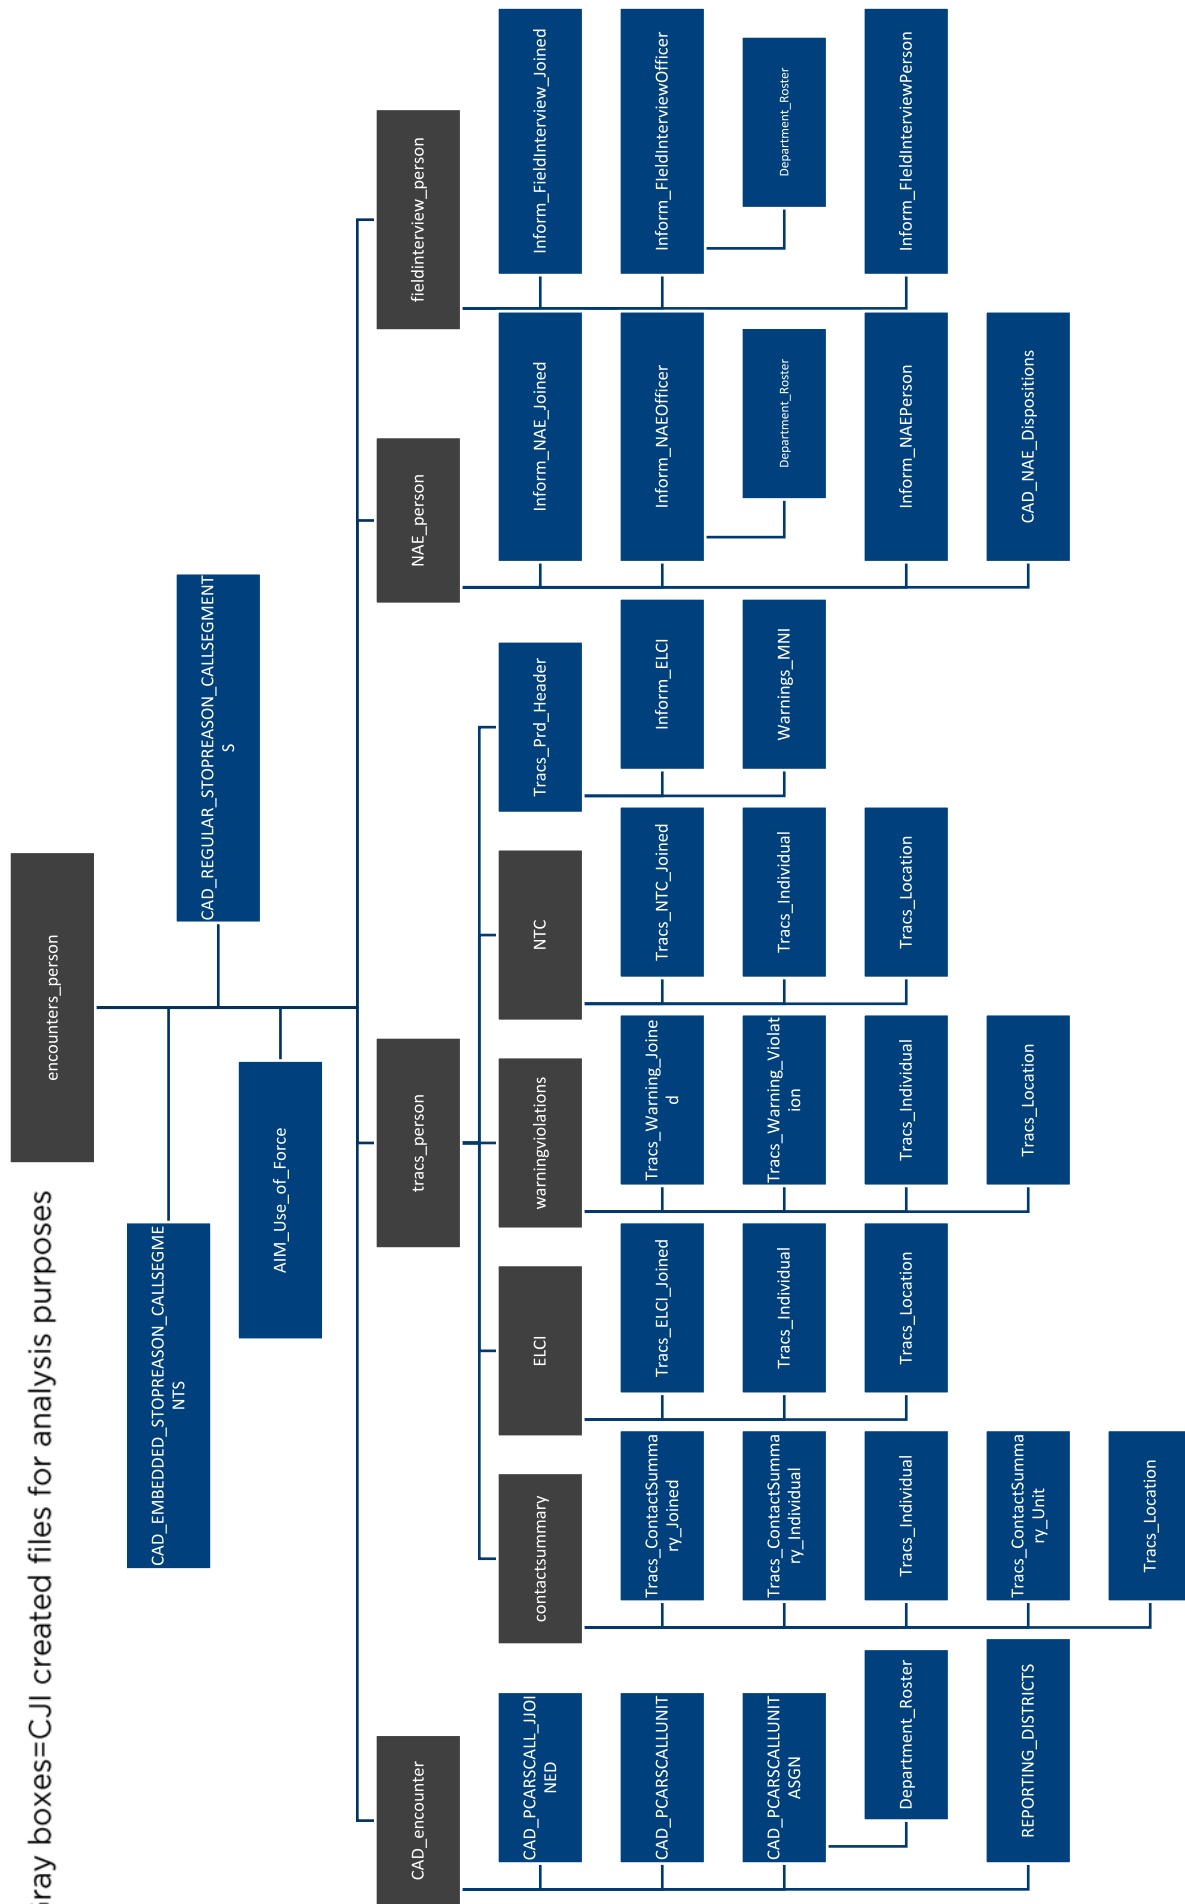 boxes=CJI created files for analysis purposes
encounters_person
CAD_EMBEDDED_STOPREASON_CALLSEGME
NTS
CAD_REGULAR_STOPREASON_CALLSEGMENT
S
AIM_Use_of_Force
CAD_encounter
CAD_PCARSCALL_JJOI
NED
CAD_PCARSCALLUNIT
CAD_PCARSCALLUNIT
ASGN
Department_Roster
REPORTING_DISTRICTS
tracs_person
contactsummary
Tracs_ContactSumma
ry_Joined
Tracs_ContactSumma
ry_Individual
Tracs_Individual
Tracs_ContactSumma
ry_Unit
Tracs_Location
ELCI
Tracs_ELCI_Joined
Tracs_Individual
Tracs_Location
warningviolations
Tracs_Warning_Joine
d
Tracs_Warning_Violat
ion
Tracs_Individual
Tracs_Location
NTC
Tracs_NTC_Joined
Tracs_Individual
Tracs_Location
Tracs_Prd_Header
Inform_ELCI
Warnings_MNI
NAE_person
Inform_NAE_Joined
Inform_NAEOfficer
Department_Roster
Inform_NAEPerson
CAD_NAE_Dispositions
fieldinterview_person
Inform_FieldInterview_Joined
Inform_FIeldInterviewOfficer
Department_Roster
Inform_FIeldInterviewPerson